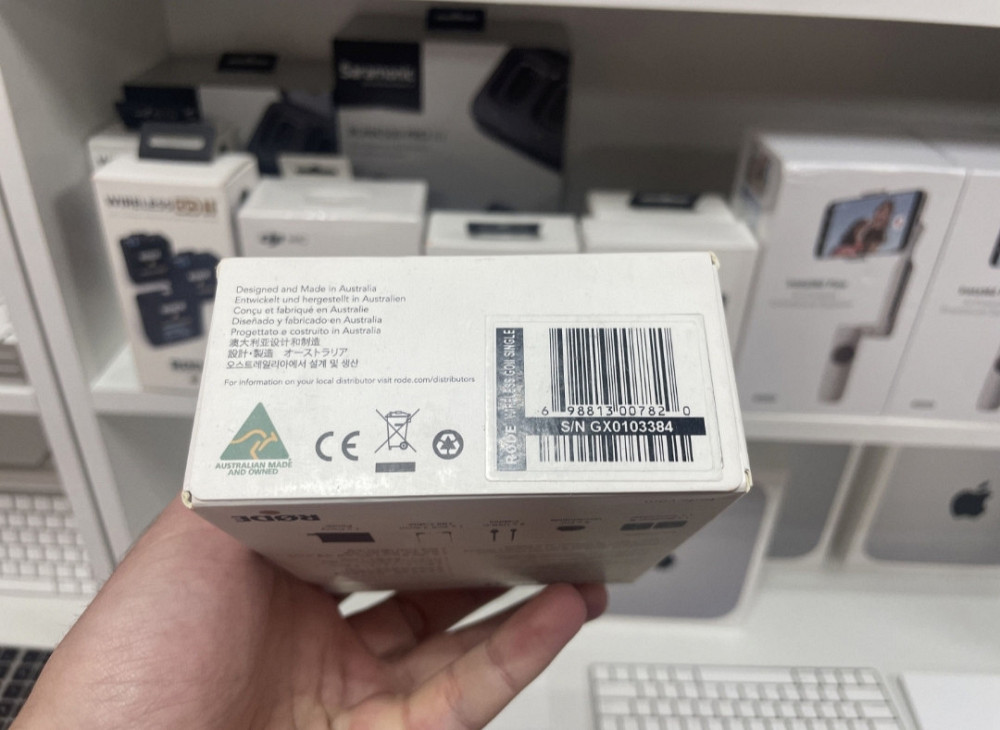 Saramonic
WIRELESS GO II
dji
Designed and Made in Australia
Entwickelt und hergestellt in Australien
Conçu et fabriqué en Australie
Diseñado y fabricado en Australia
Progettato e costruito in Australia
澳大利亚设计和制造
設計・製造 オーストラリア
오스트레일리아에서 설계 및 생산
For information on your local distributor visit rode.com/distributors
AUSTRALIAN MADE
AND OWNED
CE
RØDE WIRELESS GOII SINGLE
6 98813 00782 0
S/N GX0103384
RØDE